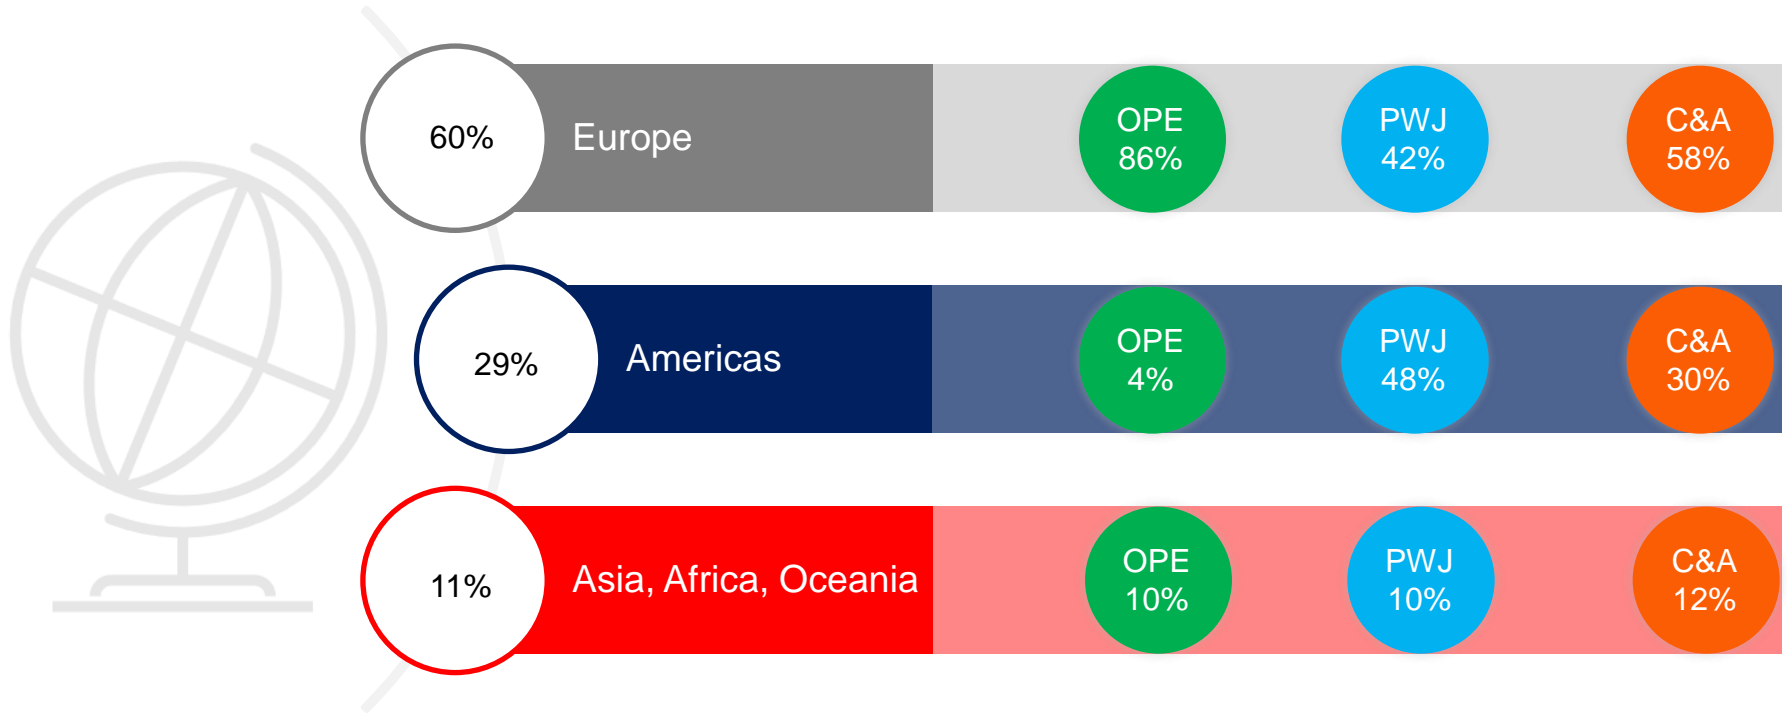 60%
Europe
OPE
86%
PWJ
42%
C&A
58%
29%
Americas
OPE
4%
PWJ
48%
C&A
30%
11%
Asia, Africa, Oceania
OPE
10%
PWJ
10%
C&A
12%